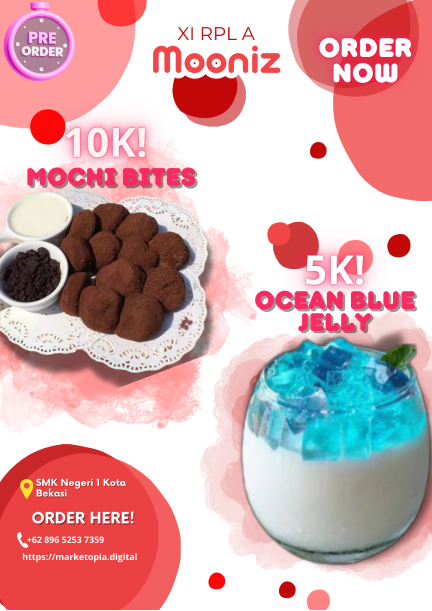 PRE
ORDER
XI RPL A
Mooniz
ORDER
NOW
10K!
MOCHI BITES
5K!
OCEAN BLUE
JELLY
SMK Negeri 1 Kota
Bekasi
ORDER HERE!
+62 896 5253 7359
https://marketopia.digital